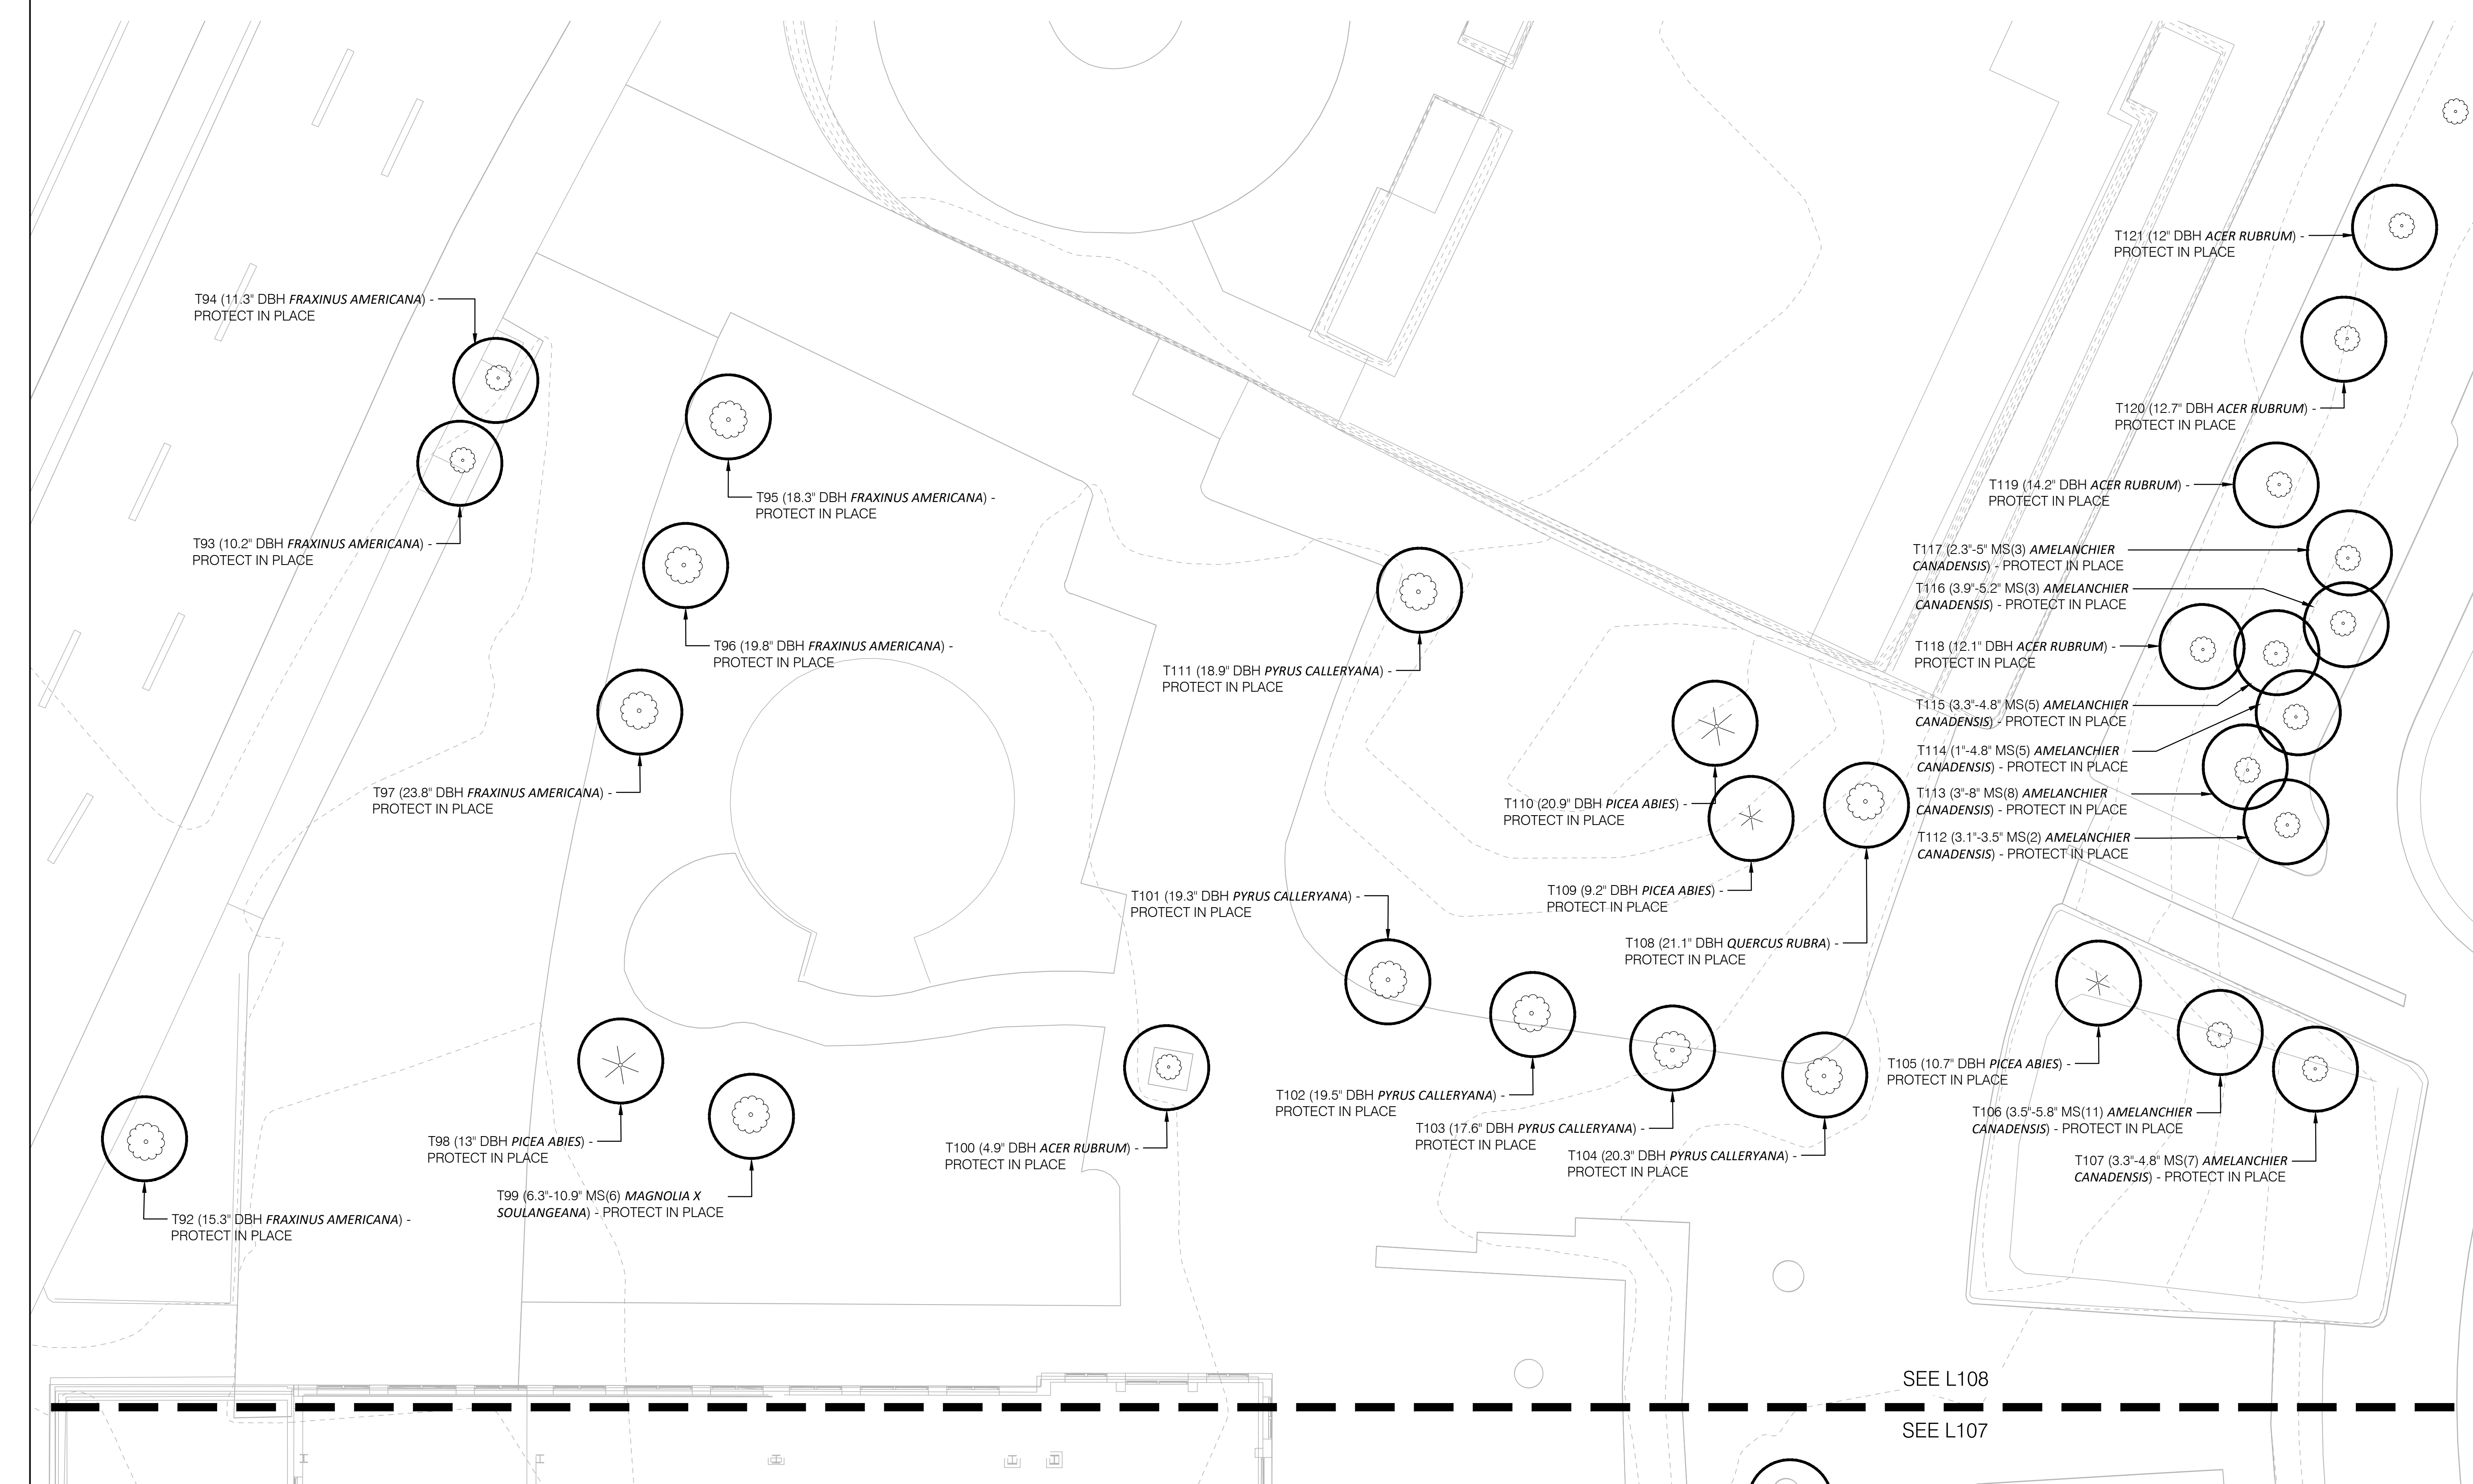 T121 (12" DBH ACER RUBRUM) -
PROTECT IN PLACE
T94 (11.3" DBH FRAXINUS AMERICANA) -
PROTECT IN PLACE
T120 (12.7" DBH ACER RUBRUM) -
PROTECT IN PLACE
T95 (18.3" DBH FRAXINUS AMERICANA) -
PROTECT IN PLACE
T119 (14.2" DBH ACER RUBRUM) -
PROTECT IN PLACE
T93 (10.2" DBH FRAXINUS AMERICANA) -
PROTECT IN PLACE
T117 (2.3"-5" MS(3) AMELANCHIER
CANADENSIS) - PROTECT IN PLACE
T116 (3.9"-5.2" MS(3) AMELANCHIER
CANADENSIS) - PROTECT IN PLACE
T96 (19.8" DBH FRAXINUS AMERICANA) -
PROTECT IN PLACE
T118 (12.1" DBH ACER RUBRUM) -
PROTECT IN PLACE
T111 (18.9" DBH PYRUS CALLERYANA) -
PROTECT IN PLACE
T115 (3.3"-4.8" MS(5) AMELANCHIER
CANADENSIS) - PROTECT IN PLACE
T114 (1"-4.8" MS(5) AMELANCHIER
CANADENSIS) - PROTECT IN PLACE
T97 (23.8" DBH FRAXINUS AMERICANA) -
PROTECT IN PLACE
T113 (3"-8" MS(8) AMELANCHIER
CANADENSIS) - PROTECT IN PLACE
T110 (20.9" DBH PICEA ABIES) -
PROTECT IN PLACE
T112 (3.1"-3.5" MS(2) AMELANCHIER
CANADENSIS) - PROTECT IN PLACE
T109 (9.2" DBH PICEA ABIES) -
PROTECT IN PLACE
T101 (19.3" DBH PYRUS CALLERYANA) -
PROTECT IN PLACE
T108 (21.1" DBH QUERCUS RUBRA) -
PROTECT IN PLACE
T105 (10.7" DBH PICEA ABIES) -
PROTECT IN PLACE
T102 (19.5" DBH PYRUS CALLERYANA) -
PROTECT IN PLACE
T106 (3.5"-5.8" MS(11) AMELANCHIER
CANADENSIS) - PROTECT IN PLACE
T103 (17.6" DBH PYRUS CALLERYANA) -
PROTECT IN PLACE
T98 (13" DBH PICEA ABIES) -
PROTECT IN PLACE
T100 (4.9" DBH ACER RUBRUM) -
PROTECT IN PLACE
T104 (20.3" DBH PYRUS CALLERYANA) -
PROTECT IN PLACE
T107 (3.3"-4.8" MS(7) AMELANCHIER
CANADENSIS) - PROTECT IN PLACE
T99 (6.3"-10.9" MS(6) MAGNOLIA X
SOULANGEANA) - PROTECT IN PLACE
T92 (15.3" DBH FRAXINUS AMERICANA) -
PROTECT IN PLACE
SEE L108
SEE L107